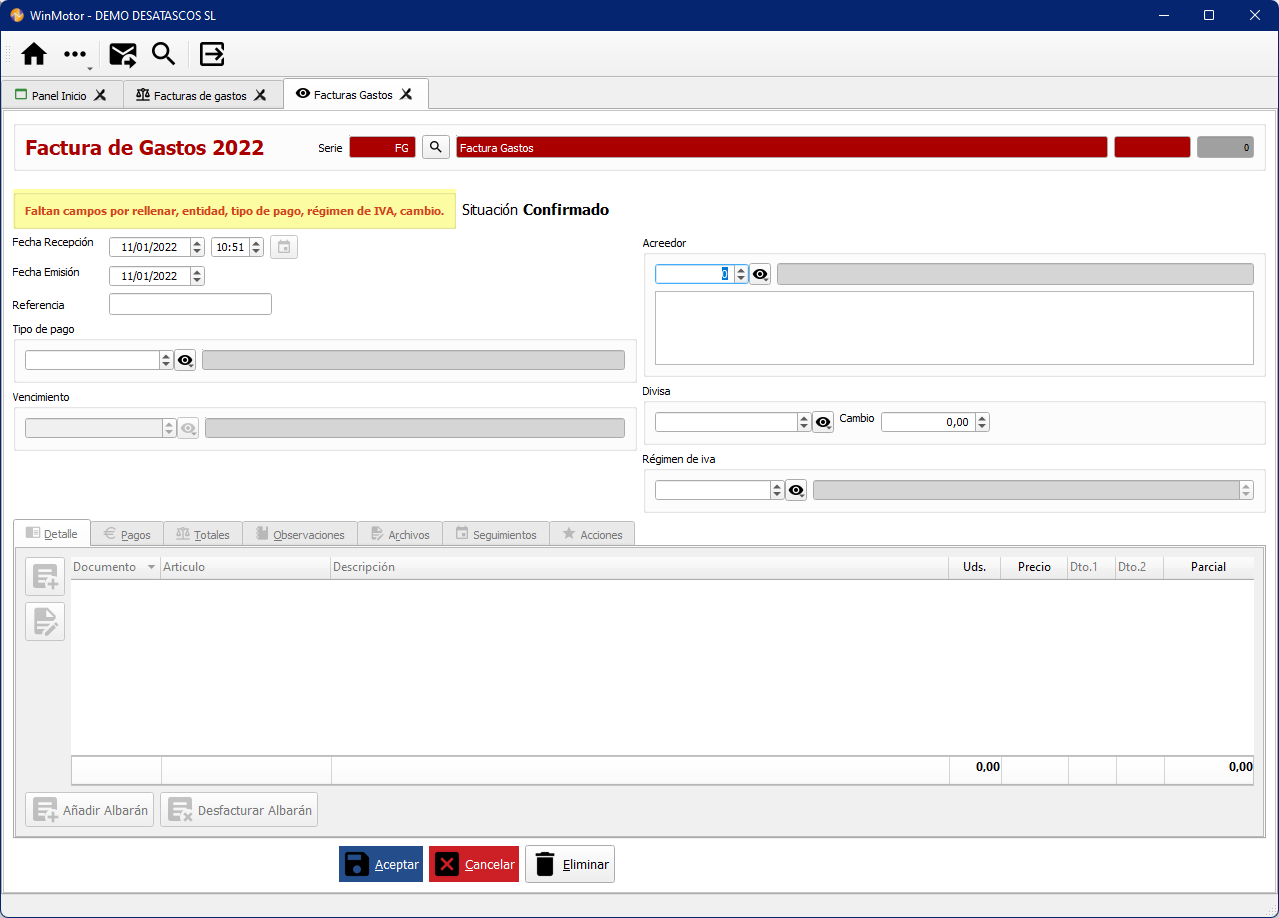 WinMotor - DEMO DESATASCOS SL
Panel Inicio
Facturas de gastos
Facturas Gastos
Factura de Gastos 2022
Serie
FG
Factura Gastos
0
Faltan campos por rellenar, entidad, tipo de pago, régimen de IVA, cambio.
Situación Confirmado
Fecha Recepción
11/01/2022
10:51
Fecha Emisión
11/01/2022
Referencia
Tipo de pago
Vencimiento
Acreedor
0
Divisa
Cambio
0,00
Régimen de iva
Detalle
Pagos
Totales
Observaciones
Archivos
Seguimientos
Acciones
Documento
Articulo
Descripción
Uds.
Precio
Dto.1
Dto.2
Parcial
0,00
0,00
Añadir Albarán
Desfacturar Albarán
Aceptar
Cancelar
Eliminar